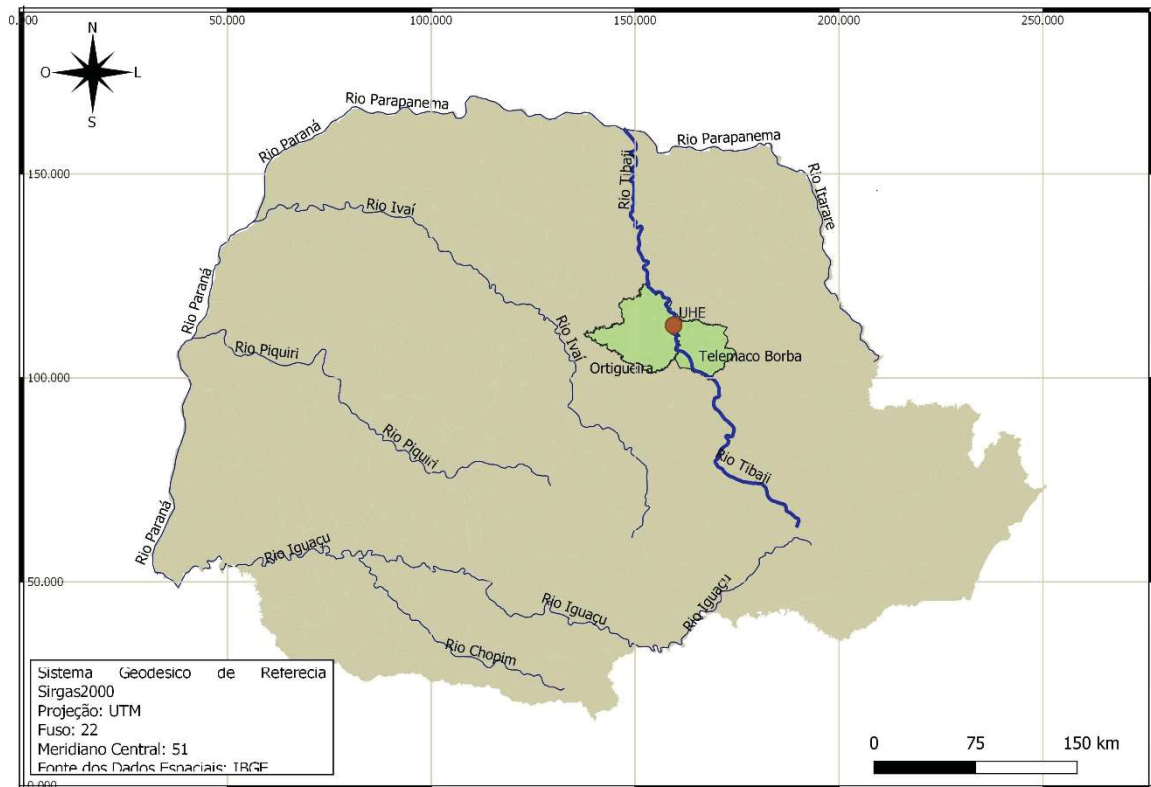 0.000 50.000 100.000 150.000 200.000 250.000
N
O L
S
Rio Parapanema
Rio Paraná
Rio Parapanema
150.000
Rio Tibaji
Rio Itarare
Rio Ivaí
Rio Paraná
UHE
Rio Ivaí
Rio Piquiri
Telemaco Borba
Ortigueira
100.000
Rio Piquiri
Rio Tibaji
Rio Paraná
Rio Iguaçu
50.000
Rio Iguaçu
Rio Iguaçu
Rio Chopim
Sistema Geodesico de Referecia
Sirgas2000
Projeção: UTM
Fuso: 22
Meridiano Central: 51
Fonte dos Dados Espaciais: IBGE
0 75 150 km
0.000